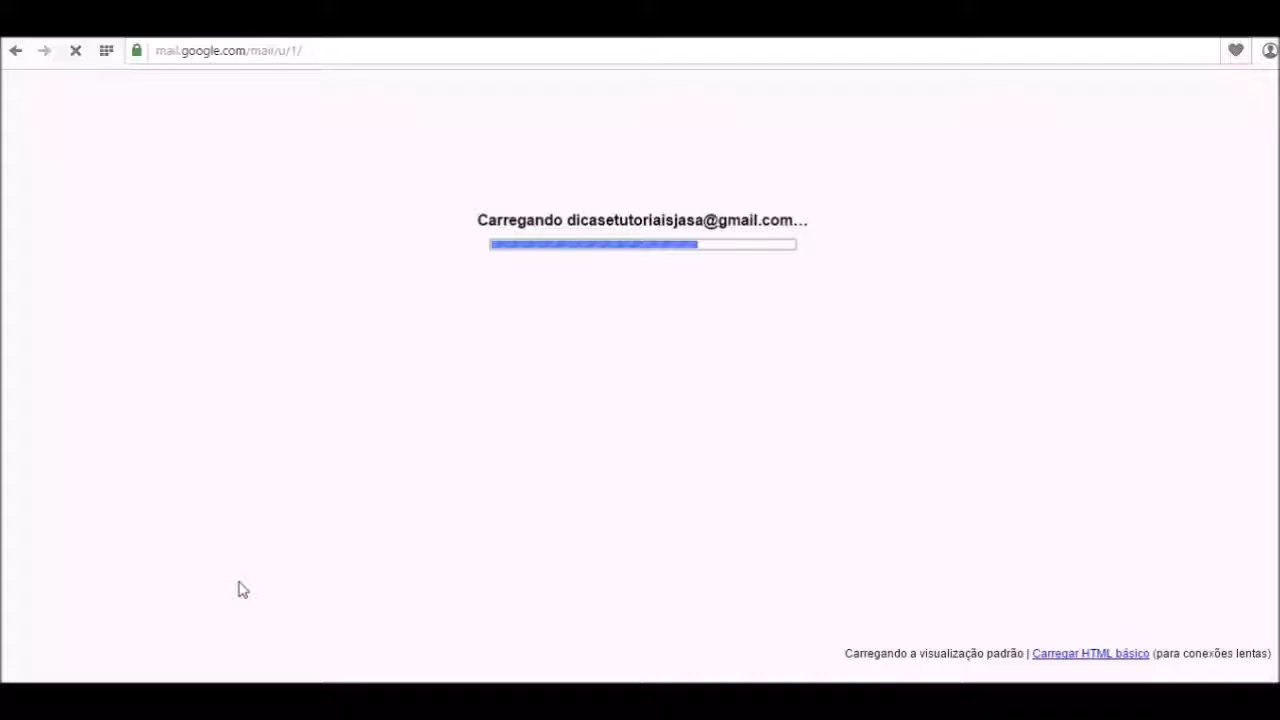 mail.google.com/mail/u/1/
Carregando dicasetutoriaisjasa@gmail.com...
Carregando a visualização padrão | Carregar HTML básico (para conexões lentas)